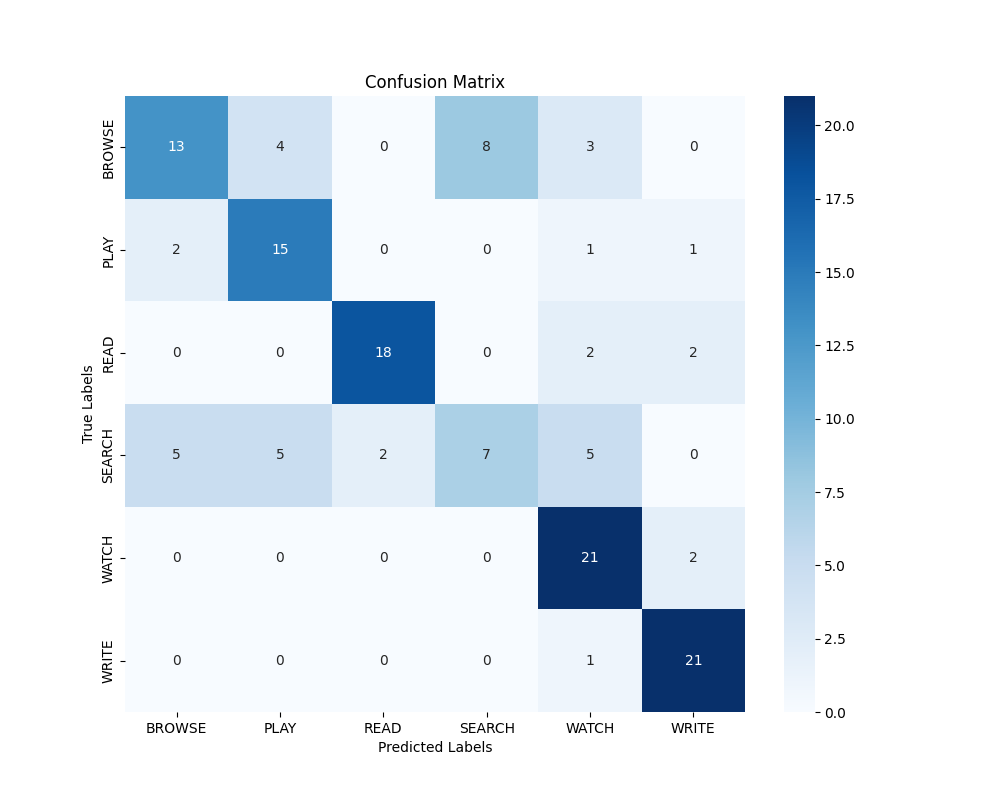 Confusion Matrix
True Labels
BROWSE 13 4 0 8 3 0
PLAY 2 15 0 0 1 1
READ 0 0 18 0 2 2
SEARCH 5 5 2 7 5 0
WATCH 0 0 0 0 21 2
WRITE 0 0 0 0 1 21
BROWSE PLAY READ SEARCH WATCH WRITE
Predicted Labels
20.0
17.5
15.0
12.5
10.0
7.5
5.0
2.5
0.0